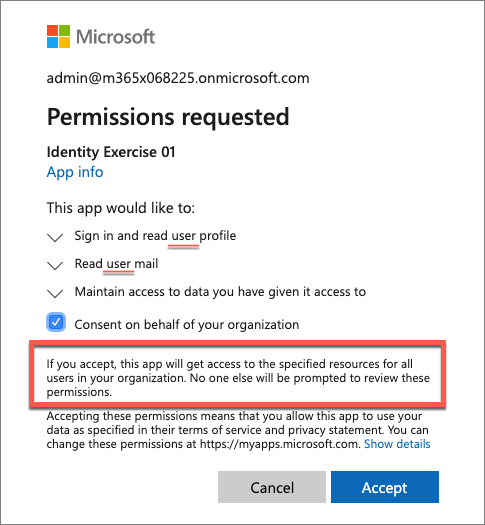 Microsoft
admin@m365x068225.onmicrosoft.com
Permissions requested
Identity Exercise 01
App info
This app would like to:
Sign in and read user profile
Read user mail
Maintain access to data you have given it access to
Consent on behalf of your organization
If you accept, this app will get access to the specified resources for all
users in your organization. No one else will be prompted to review these
permissions.
Accepting these permissions means that you allow this app to use your
data as specified in their terms of service and privacy statement. You can
change these permissions at https://myapps.microsoft.com. Show details
Cancel
Accept